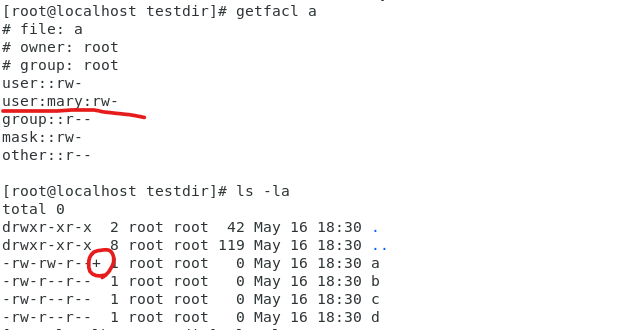 [root@localhost testdir]# getfacl a
# file: a
# owner: root
# group: root
user::rw-
user:mary:rw-
group::r--
mask::rw-
other::r--
[root@localhost testdir]# ls -la
total 0
drwxr-xr-x  2 root root  42 May 16 18:30 .
drwxr-xr-x  8 root root 119 May 16 18:30 ..
-rw-rw-r--+ 1 root root   0 May 16 18:30 a
-rw-r--r--  1 root root   0 May 16 18:30 b
-rw-r--r--  1 root root   0 May 16 18:30 c
-rw-r--r--  1 root root   0 May 16 18:30 d